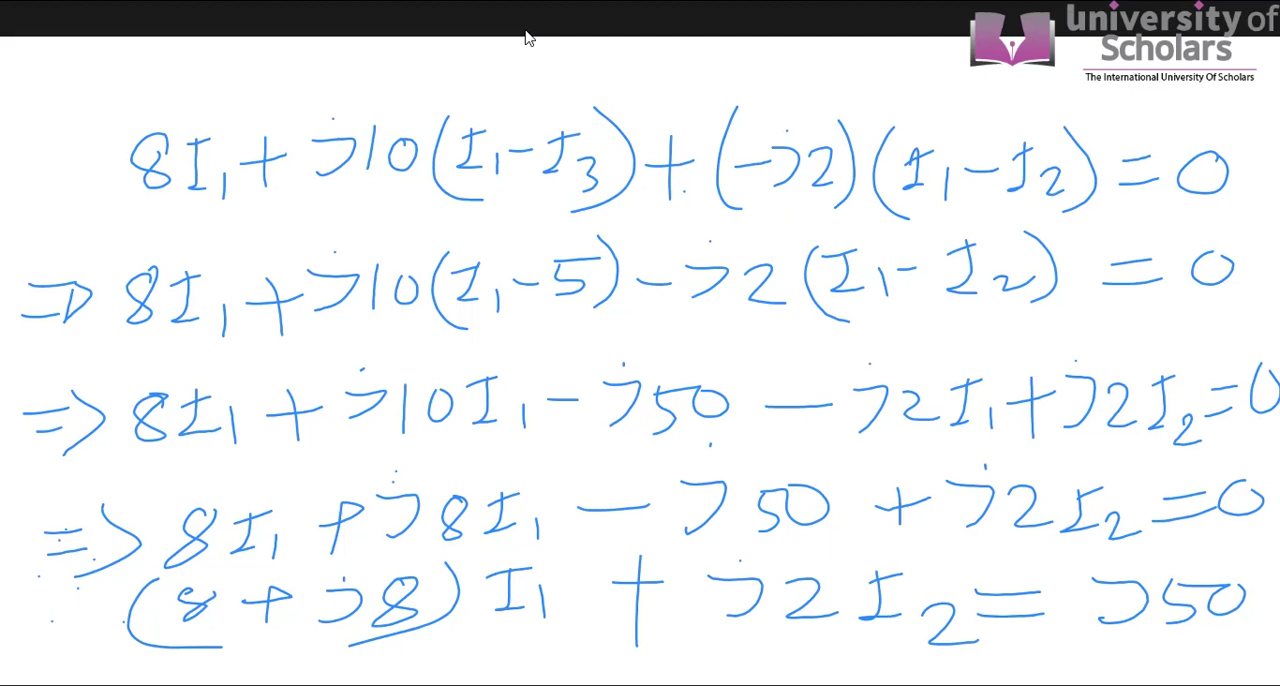 University of
Scholars
The International University Of Scholars
8I₁ + j10(I₁ - I₃) + (-j2)(I₁ - I₂) = 0
⇒ 8I₁ + j10(I₁ - 5) - j2(I₁ - I₂) = 0
⇒ 8I₁ + j10I₁ - j50 - j2I₁ + j2I₂ = 0
⇒ 8I₁ + j8I₁ - j50 + j2I₂ = 0
(8 + j8)I₁ + j2I₂ = j50